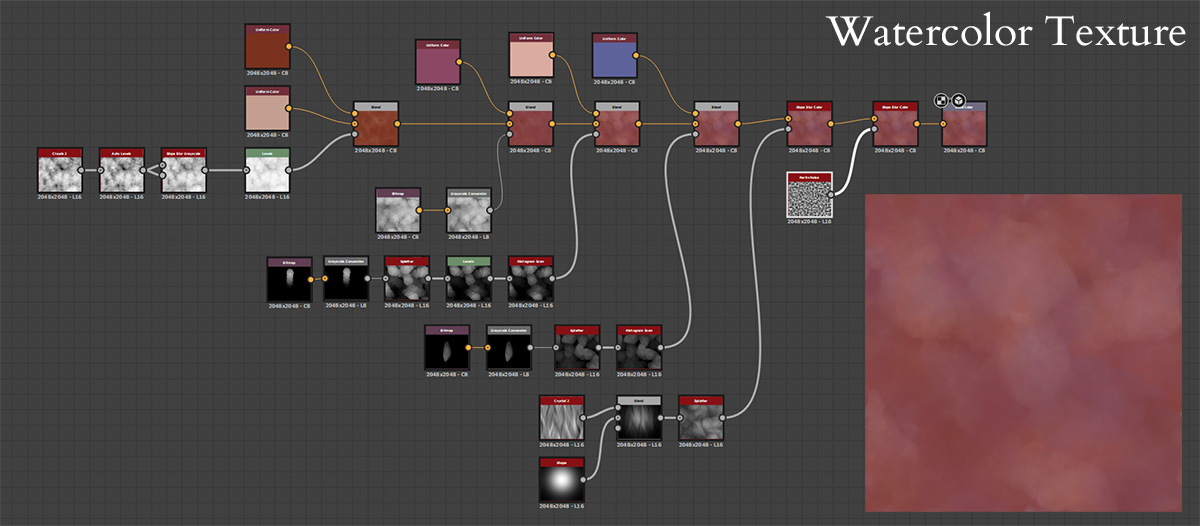 Watercolor Texture
Uniform Color
2048x2048 - C8
Uniform Color
2048x2048 - C8
Uniform Color
2048x2048 - C8
Uniform Color
2048x2048 - C8
Uniform Color
2048x2048 - C8
Blend
2048x2048 - C8
Blend
2048x2048 - C8
Blend
2048x2048 - C8
Blend
2048x2048 - C8
Slope Blur Color
2048x2048 - C8
Slope Blur Color
2048x2048 - C8
Color
2048x2048 - C8
Clouds 2
2048x2048 - L16
Auto Levels
2048x2048 - L16
Slope Blur Grayscale
2048x2048 - L16
Levels
2048x2048 - L16
Perlin Noise
2048x2048 - L16
Bitmap
2048x2048 - C8
Grayscale Conversion
2048x2048 - L8
Bitmap
2048x2048 - C8
Grayscale Conversion
2048x2048 - L8
Splatter
2048x2048 - L16
Levels
2048x2048 - L16
Histogram Scan
2048x2048 - L16
Bitmap
2048x2048 - C8
Grayscale Conversion
2048x2048 - L8
Splatter
2048x2048 - L16
Histogram Scan
2048x2048 - L16
Crystal 2
2048x2048 - L16
Blend
2048x2048 - L16
Splatter
2048x2048 - L16
Shape
2048x2048 - L16